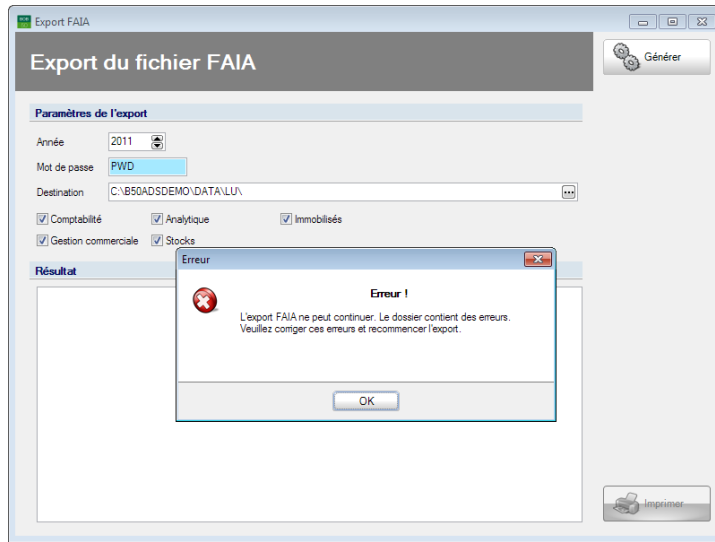 Export FAIA
Export du fichier FAIA
Générer
Paramètres de l'export
Année 2011
Mot de passe PWD
Destination C:\B50ADSDEMO\DATA\LU\ ...
Comptabilité Analytique Immobilisés
Gestion commerciale Stocks
Résultat
Erreur
Erreur !
L'export FAIA ne peut continuer. Le dossier contient des erreurs.
Veuillez corriger ces erreurs et recommencer l'export.
OK
Imprimer